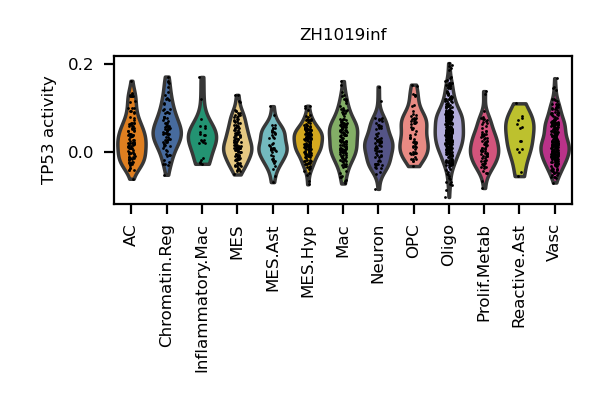 ZH1019inf
TP53 activity
0.2
0.0
AC
Chromatin.Reg
Inflammatory.Mac
MES
MES.Ast
MES.Hyp
Mac
Neuron
OPC
Oligo
Prolif.Metab
Reactive.Ast
Vasc